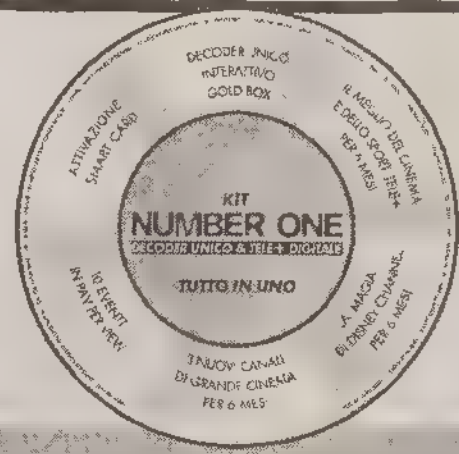 DECODER UNICO
INTERATTIVO
GOLD BOX
IL MEGLIO DEL CINEMA
E DELLO SPORT TELE+
PER 6 MESI
LA MAGIA
DI DISNEY CHANNEL
PER 6 MESI
3 NUOVI CANALI
DI GRANDE CINEMA
PER 6 MESI
10 EVENTI
IN PAY PER VIEW
ATTIVAZIONE
SMART CARD
KIT
NUMBER ONE
DECODER UNICO & TELE+ DIGITALE
TUTTO IN UNO